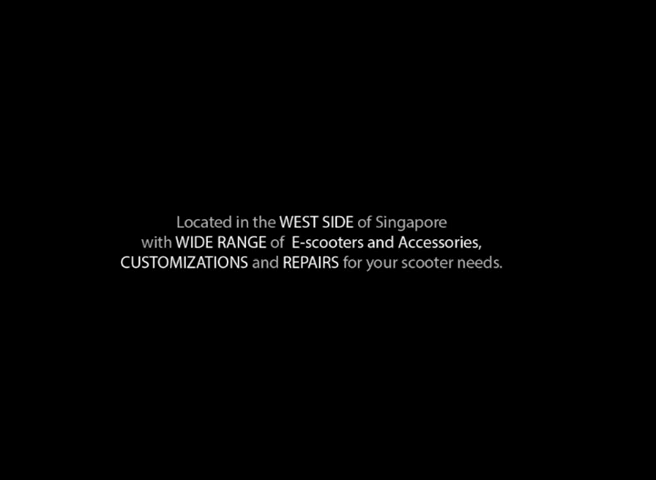 Located in the WEST SIDE of Singapore
with WIDE RANGE of E-scooters and Accessories,
CUSTOMIZATIONS and REPAIRS for your scooter needs.